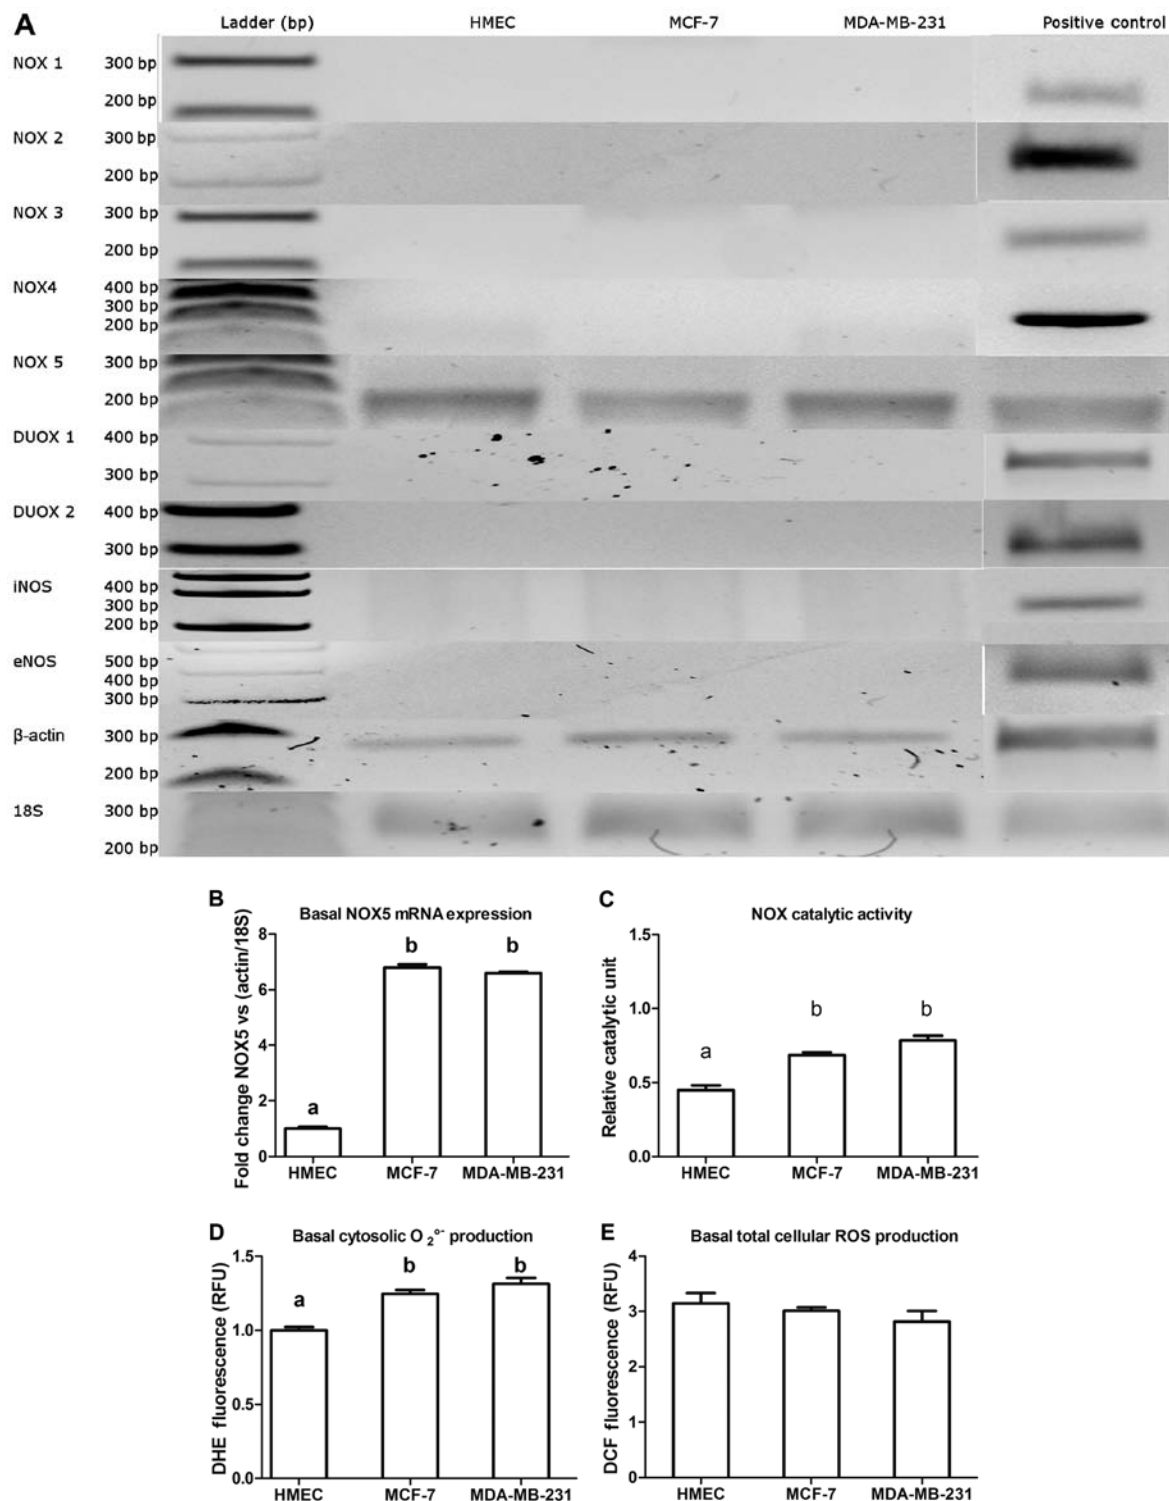 A
Ladder (bp) HMEC MCF-7 MDA-MB-231 Positive control
NOX 1 300 bp
200 bp
NOX 2 300 bp
200 bp
NOX 3 300 bp
200 bp
NOX4 400 bp
300 bp
200 bp
NOX 5 300 bp
200 bp
DUOX 1 400 bp
300 bp
DUOX 2 400 bp
300 bp
iNOS 400 bp
300 bp
200 bp
eNOS 500 bp
400 bp
300 bp
β-actin 300 bp
200 bp
18S 300 bp
200 bp
B
Basal NOX5 mRNA expression
Fold change NOX5 vs (actin/18S)
8
6
4
2
0
a
b
b
HMEC MCF-7 MDA-MB-231
C
NOX catalytic activity
Relative catalytic unit
1.5
1.0
0.5
0.0
a
b
b
HMEC MCF-7 MDA-MB-231
D
Basal cytosolic O₂°⁻ production
DHE fluorescence (RFU)
1.5
1.0
0.5
0.0
a
b
b
HMEC MCF-7 MDA-MB-231
E
Basal total cellular ROS production
DCF fluorescence (RFU)
4
3
2
1
0
HMEC MCF-7 MDA-MB-231